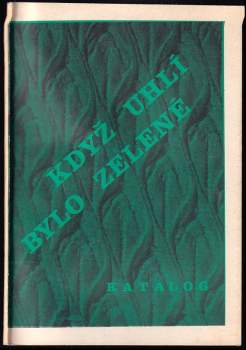 KDYŽ UHLÍ
BYLO ZELENÉ
KATALOG